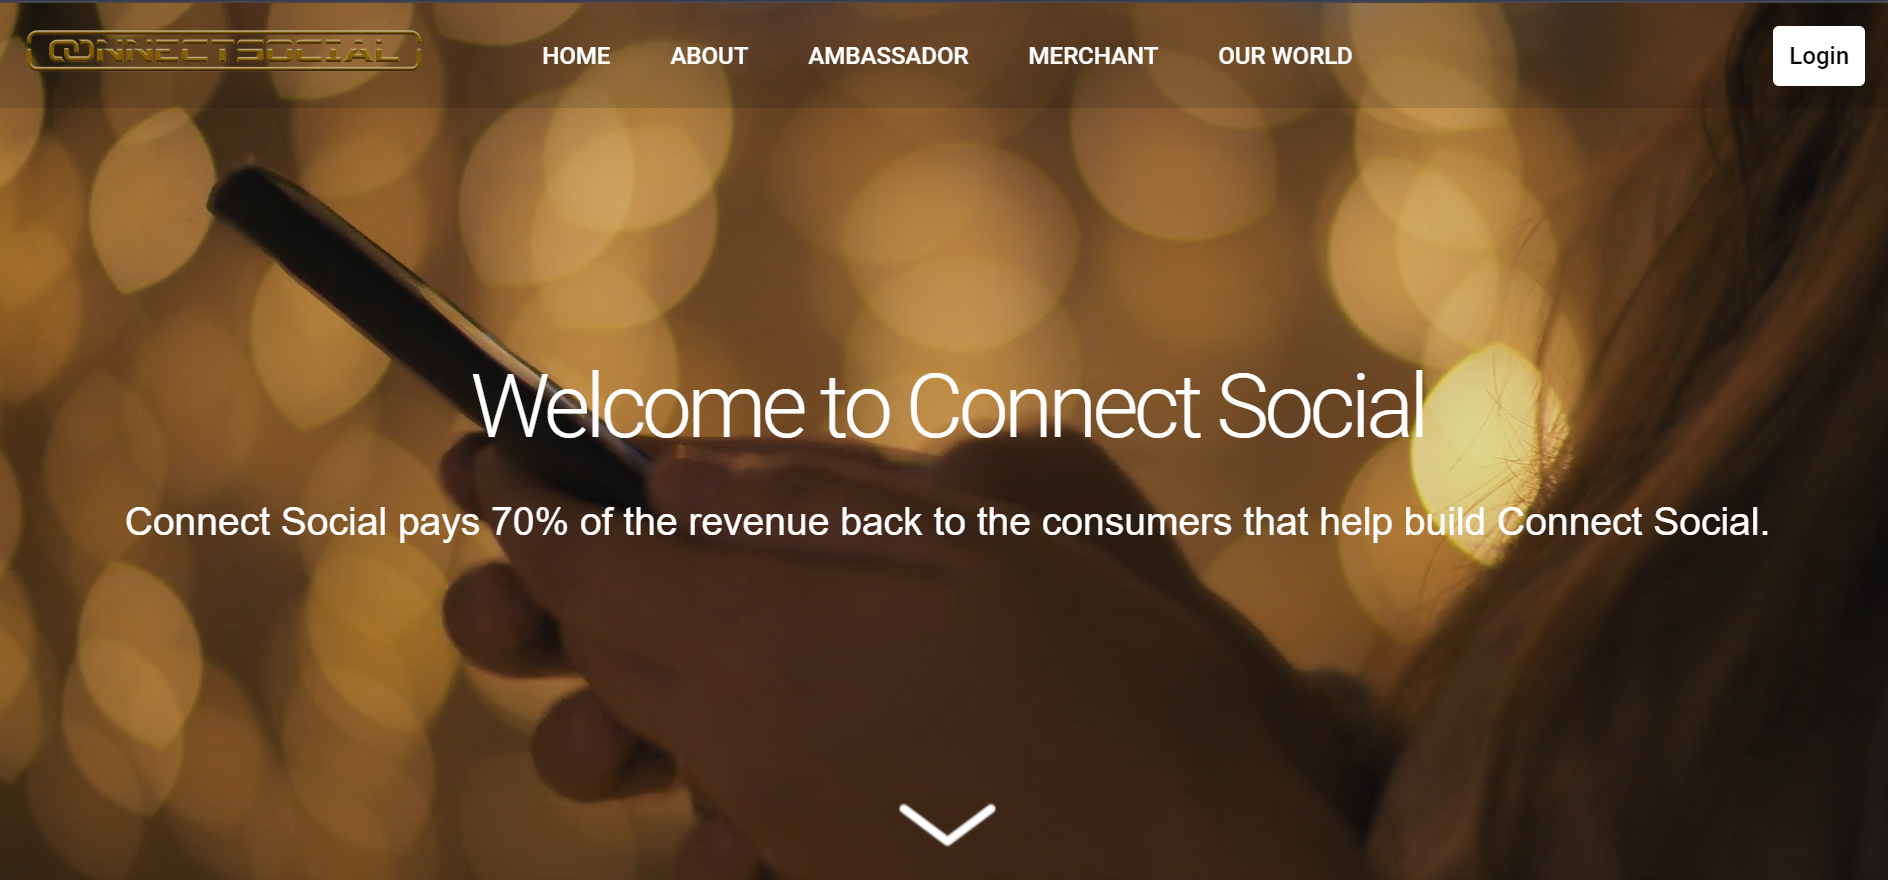 CONNECTSOCIAL
HOME ABOUT AMBASSADOR MERCHANT OUR WORLD
Login
Welcome to Connect Social
Connect Social pays 70% of the revenue back to the consumers that help build Connect Social.